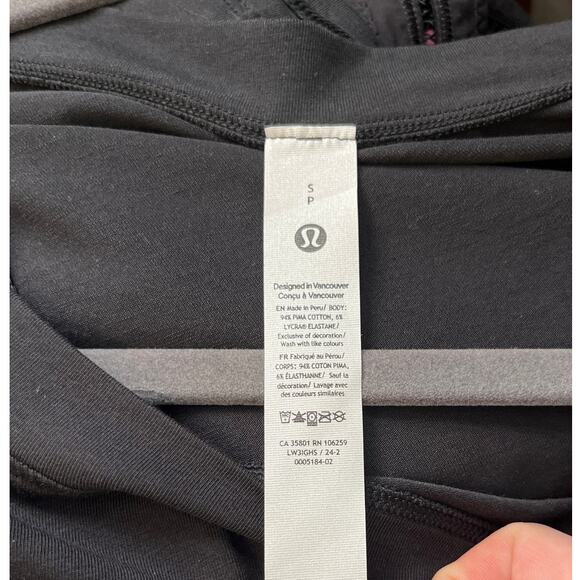 S
P
Designed in Vancouver
Conçu à Vancouver
EN Made in Peru/ BODY:
94% PIMA COTTON, 6%
LYCRA® ELASTANE/
Exclusive of decoration/
Wash with like colours
FR Fabriqué au Pérou/
CORPS: 94% COTON PIMA,
6% ÉLASTHANNE/ Sauf la
décoration/ Lavage avec
des couleurs similaires
CA 35801 RN 106259
LW3IGHS / 24-2
0005184-02